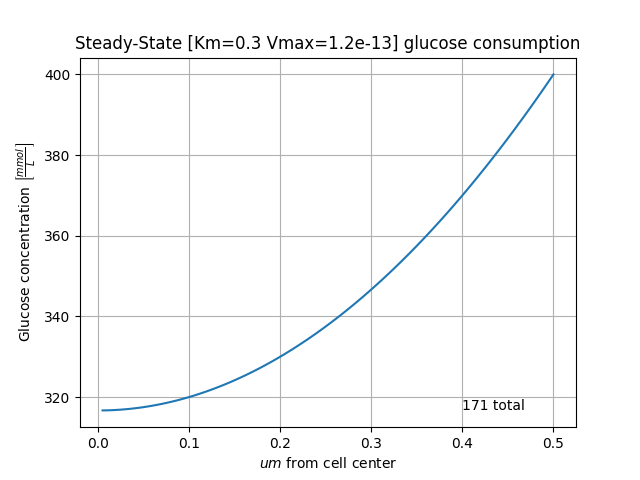 Steady-State [Km=0.3 Vmax=1.2e-13] glucose consumption
Glucose concentration [mmol/L]
400
380
360
340
320
171 total
0.0 0.1 0.2 0.3 0.4 0.5
um from cell center